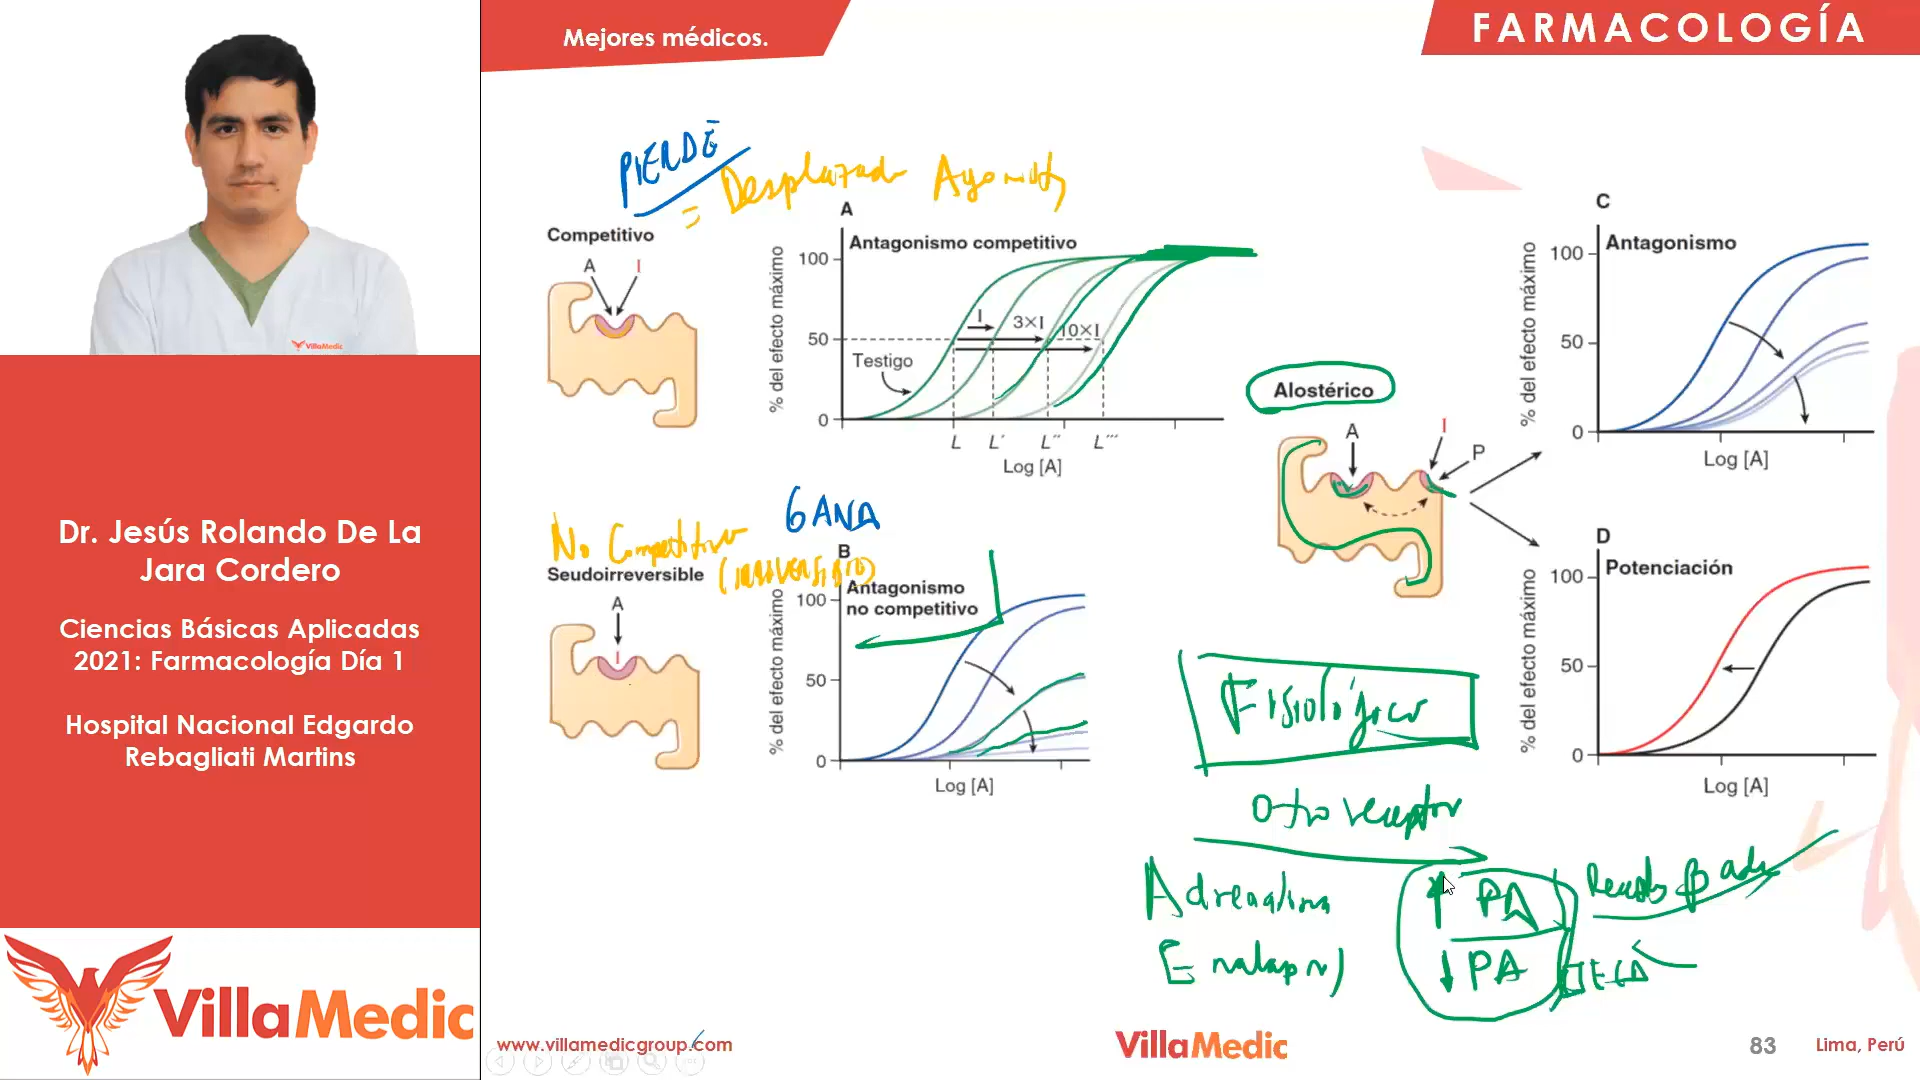 Mejores médicos.
FARMACOLOGÍA
VillaMedic
Dr. Jesús Rolando De La
Jara Cordero
Ciencias Básicas Aplicadas
2021: Farmacología Día 1
Hospital Nacional Edgardo
Rebagliati Martins
VillaMedic
PIERDE
= Desplazado Agonista
Competitivo
A I
A
Antagonismo competitivo
% del efecto máximo
100
50
0
I
3×I
10×I
Testigo
L L' L'' L'''
Log [A]
No Competitivo
(IRREVERSIBLE)
GANA
Seudoirreversible
A
I
B
Antagonismo
no competitivo
% del efecto máximo
100
50
0
Log [A]
Alostérico
A I
P
C
Antagonismo
% del efecto máximo
100
50
0
Log [A]
D
Potenciación
% del efecto máximo
100
50
0
Log [A]
Fisiológico
Otro receptor
Adrenalina ↑ PA β
Enalapril ↓ PA ECA
www.villamedicgroup.com
VillaMedic
83
Lima, Perú